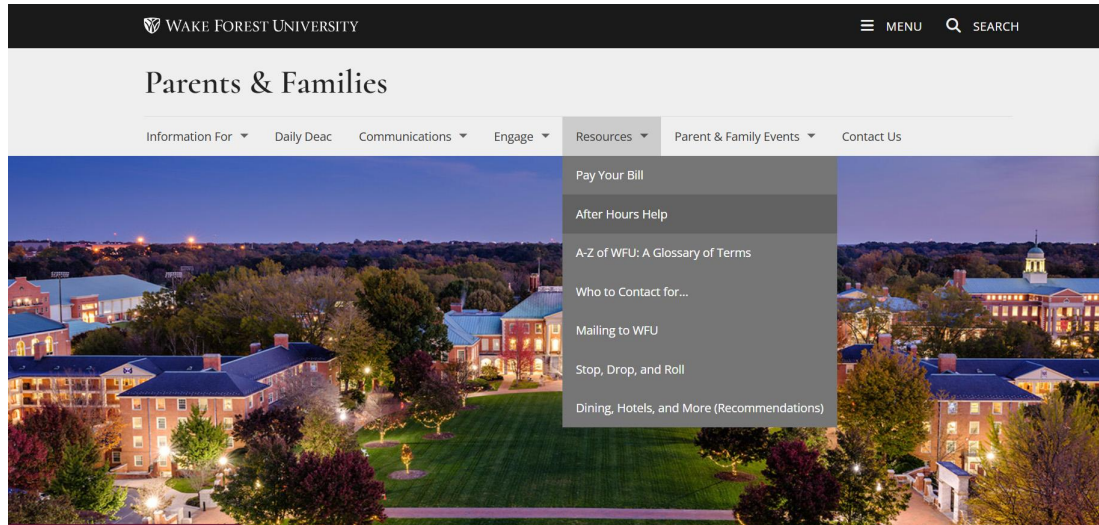 WAKE FOREST UNIVERSITY
MENU
SEARCH
Parents & Families
Information For
Daily Deac
Communications
Engage
Resources
Parent & Family Events
Contact Us
Pay Your Bill
After Hours Help
A-Z of WFU: A Glossary of Terms
Who to Contact for...
Mailing to WFU
Stop, Drop, and Roll
Dining, Hotels, and More (Recommendations)